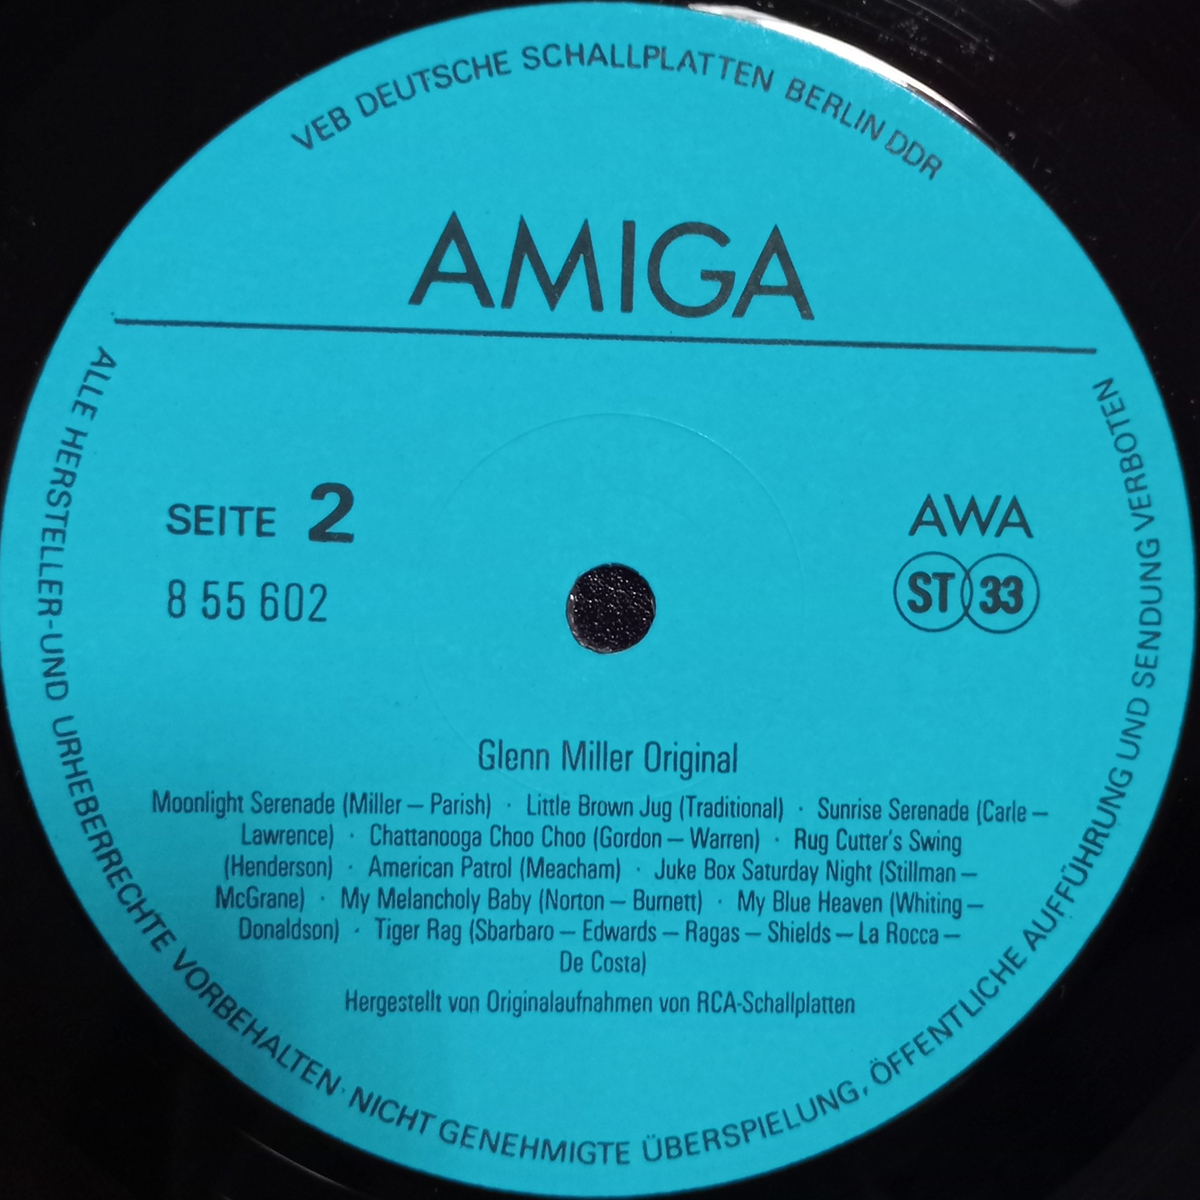 VEB DEUTSCHE SCHALLPLATTEN BERLIN DDR
AMIGA
SEITE 2
8 55 602
AWA
ST 33
Glenn Miller Original
Moonlight Serenade (Miller – Parish) · Little Brown Jug (Traditional) · Sunrise Serenade (Carle –
Lawrence) · Chattanooga Choo Choo (Gordon – Warren) · Rug Cutter's Swing
(Henderson) · American Patrol (Meacham) · Juke Box Saturday Night (Stillman –
McGrane) · My Melancholy Baby (Norton – Burnett) · My Blue Heaven (Whiting –
Donaldson) · Tiger Rag (Sbarbaro – Edwards – Ragas – Shields – La Rocca –
De Costa)
Hergestellt von Originalaufnahmen von RCA-Schallplatten
ALLE HERSTELLER-UND URHEBERRECHTE VORBEHALTEN · NICHT GENEHMIGTE ÜBERSPIELUNG, ÖFFENTLICHE AUFFÜHRUNG UND SENDUNG VERBOTEN